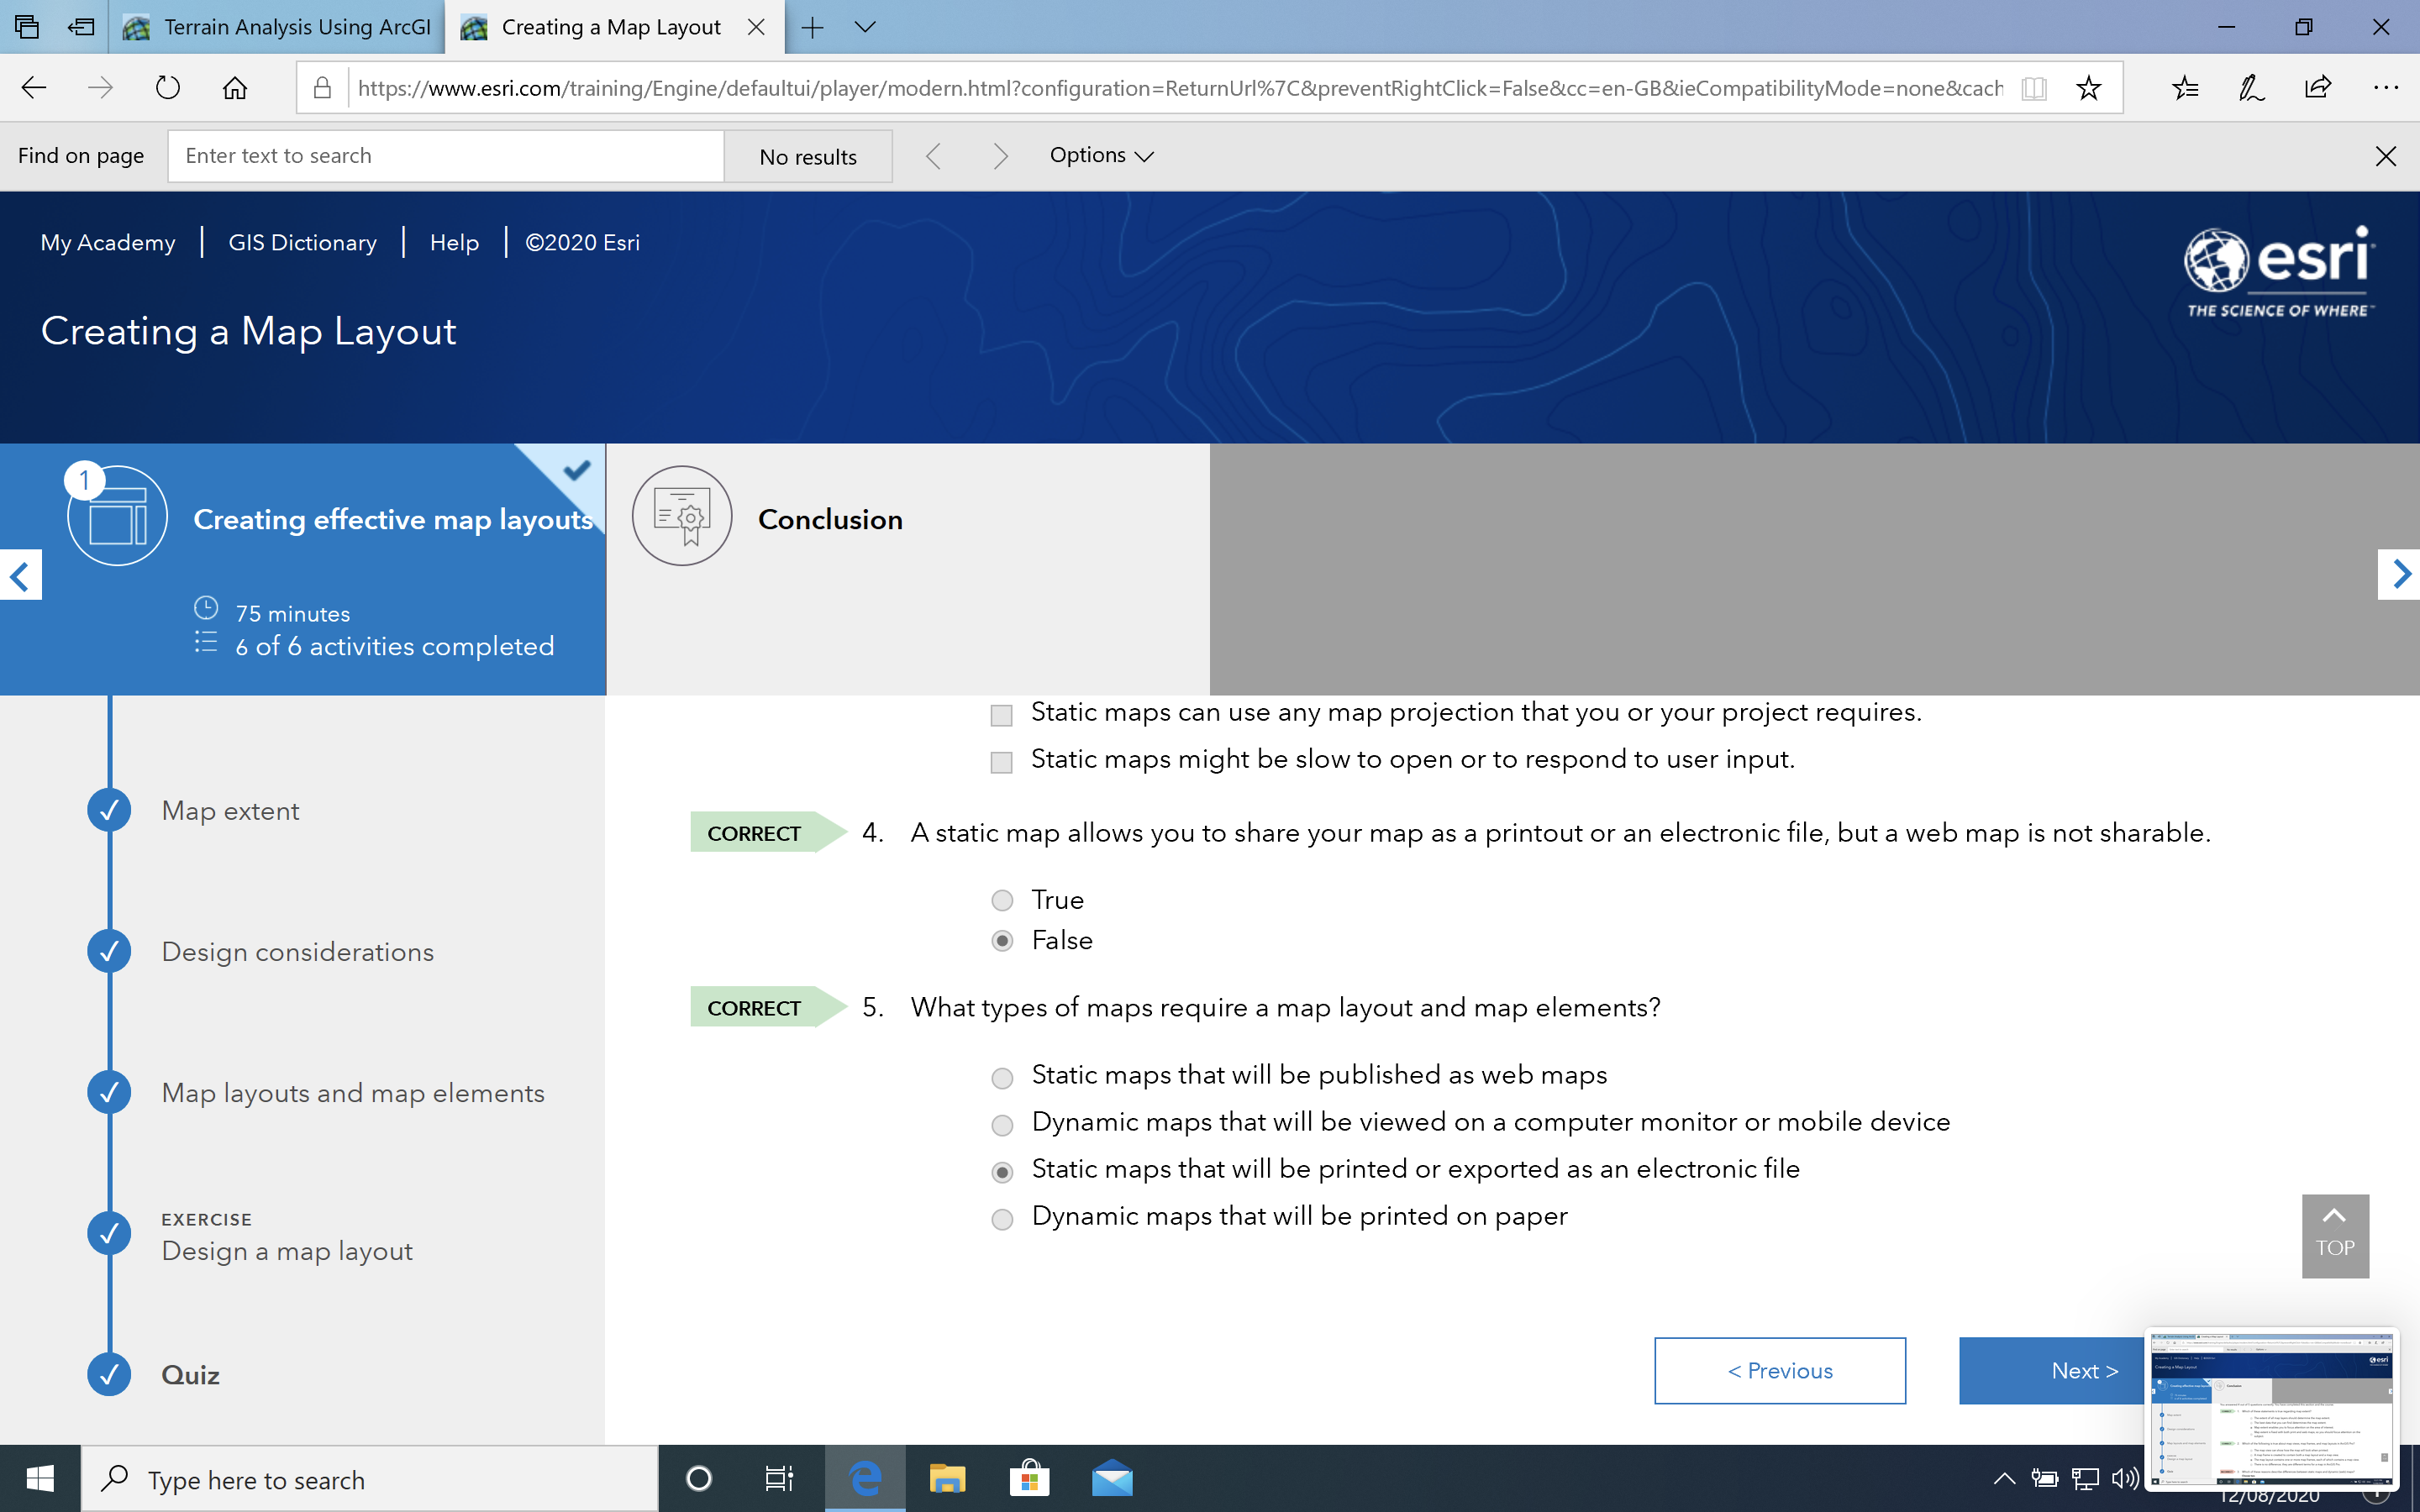 Terrain Analysis Using ArcGI
Creating a Map Layout
https://www.esri.com/training/Engine/defaultui/player/modern.html?configuration=ReturnUrl%7C&preventRightClick=False&cc=en-GB&ieCompatibilityMode=none&cach
Find on page
Enter text to search
No results
Options
My Academy
GIS Dictionary
Help
©2020 Esri
esri
THE SCIENCE OF WHERE
Creating a Map Layout
1
Creating effective map layouts
75 minutes
6 of 6 activities completed
Conclusion
Map extent
Design considerations
Map layouts and map elements
EXERCISE
Design a map layout
Quiz
Static maps can use any map projection that you or your project requires.
Static maps might be slow to open or to respond to user input.
CORRECT 4. A static map allows you to share your map as a printout or an electronic file, but a web map is not sharable.
True
False
CORRECT 5. What types of maps require a map layout and map elements?
Static maps that will be published as web maps
Dynamic maps that will be viewed on a computer monitor or mobile device
Static maps that will be printed or exported as an electronic file
Dynamic maps that will be printed on paper
TOP
< Previous
Next >
Type here to search
12/08/2020